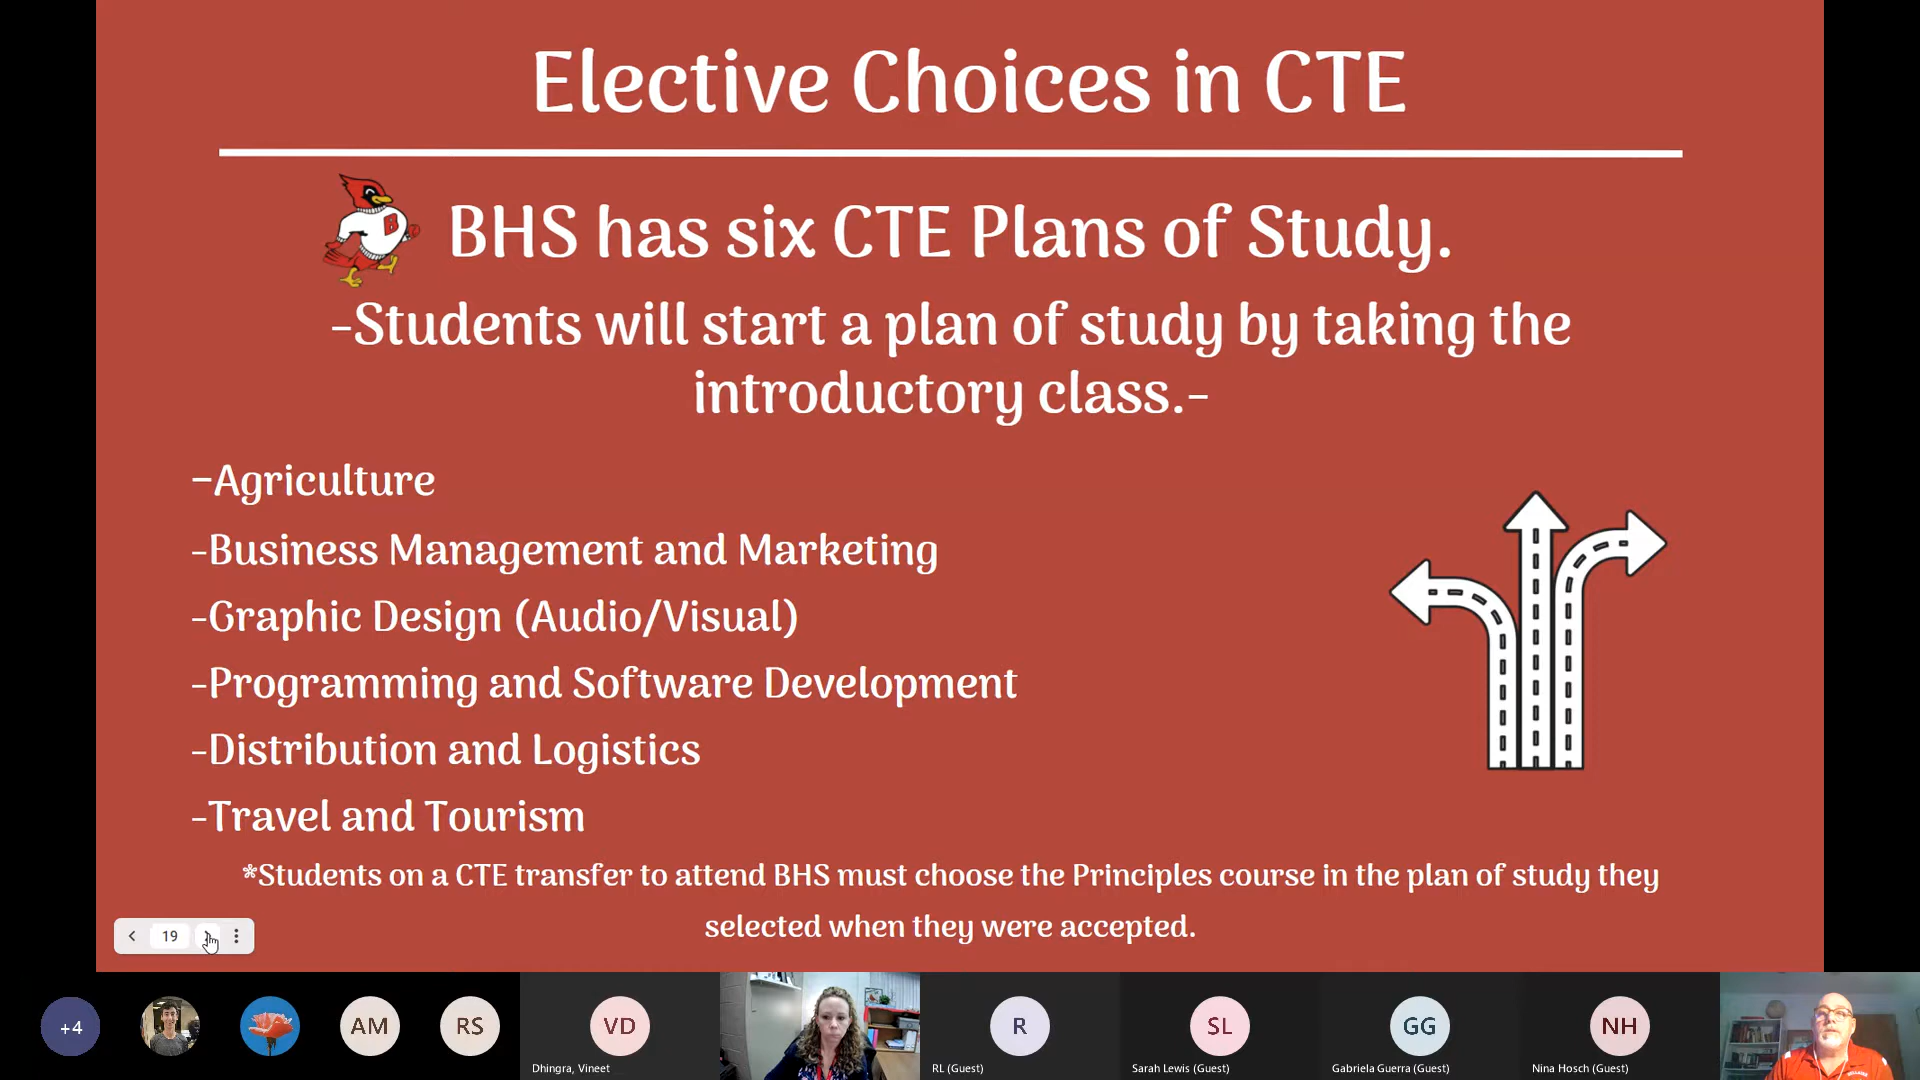 Elective Choices in CTE
B
BHS has six CTE Plans of Study.
-Students will start a plan of study by taking the
introductory class.-
-Agriculture
-Business Management and Marketing
-Graphic Design (Audio/Visual)
-Programming and Software Development
-Distribution and Logistics
-Travel and Tourism
*Students on a CTE transfer to attend BHS must choose the Principles course in the plan of study they
selected when they were accepted.
19
+4
AM
RS
VD
R
SL
GG
NH
Dhingra, Vineet
RL (Guest)
Sarah Lewis (Guest)
Gabriela Guerra (Guest)
Nina Hosch (Guest)